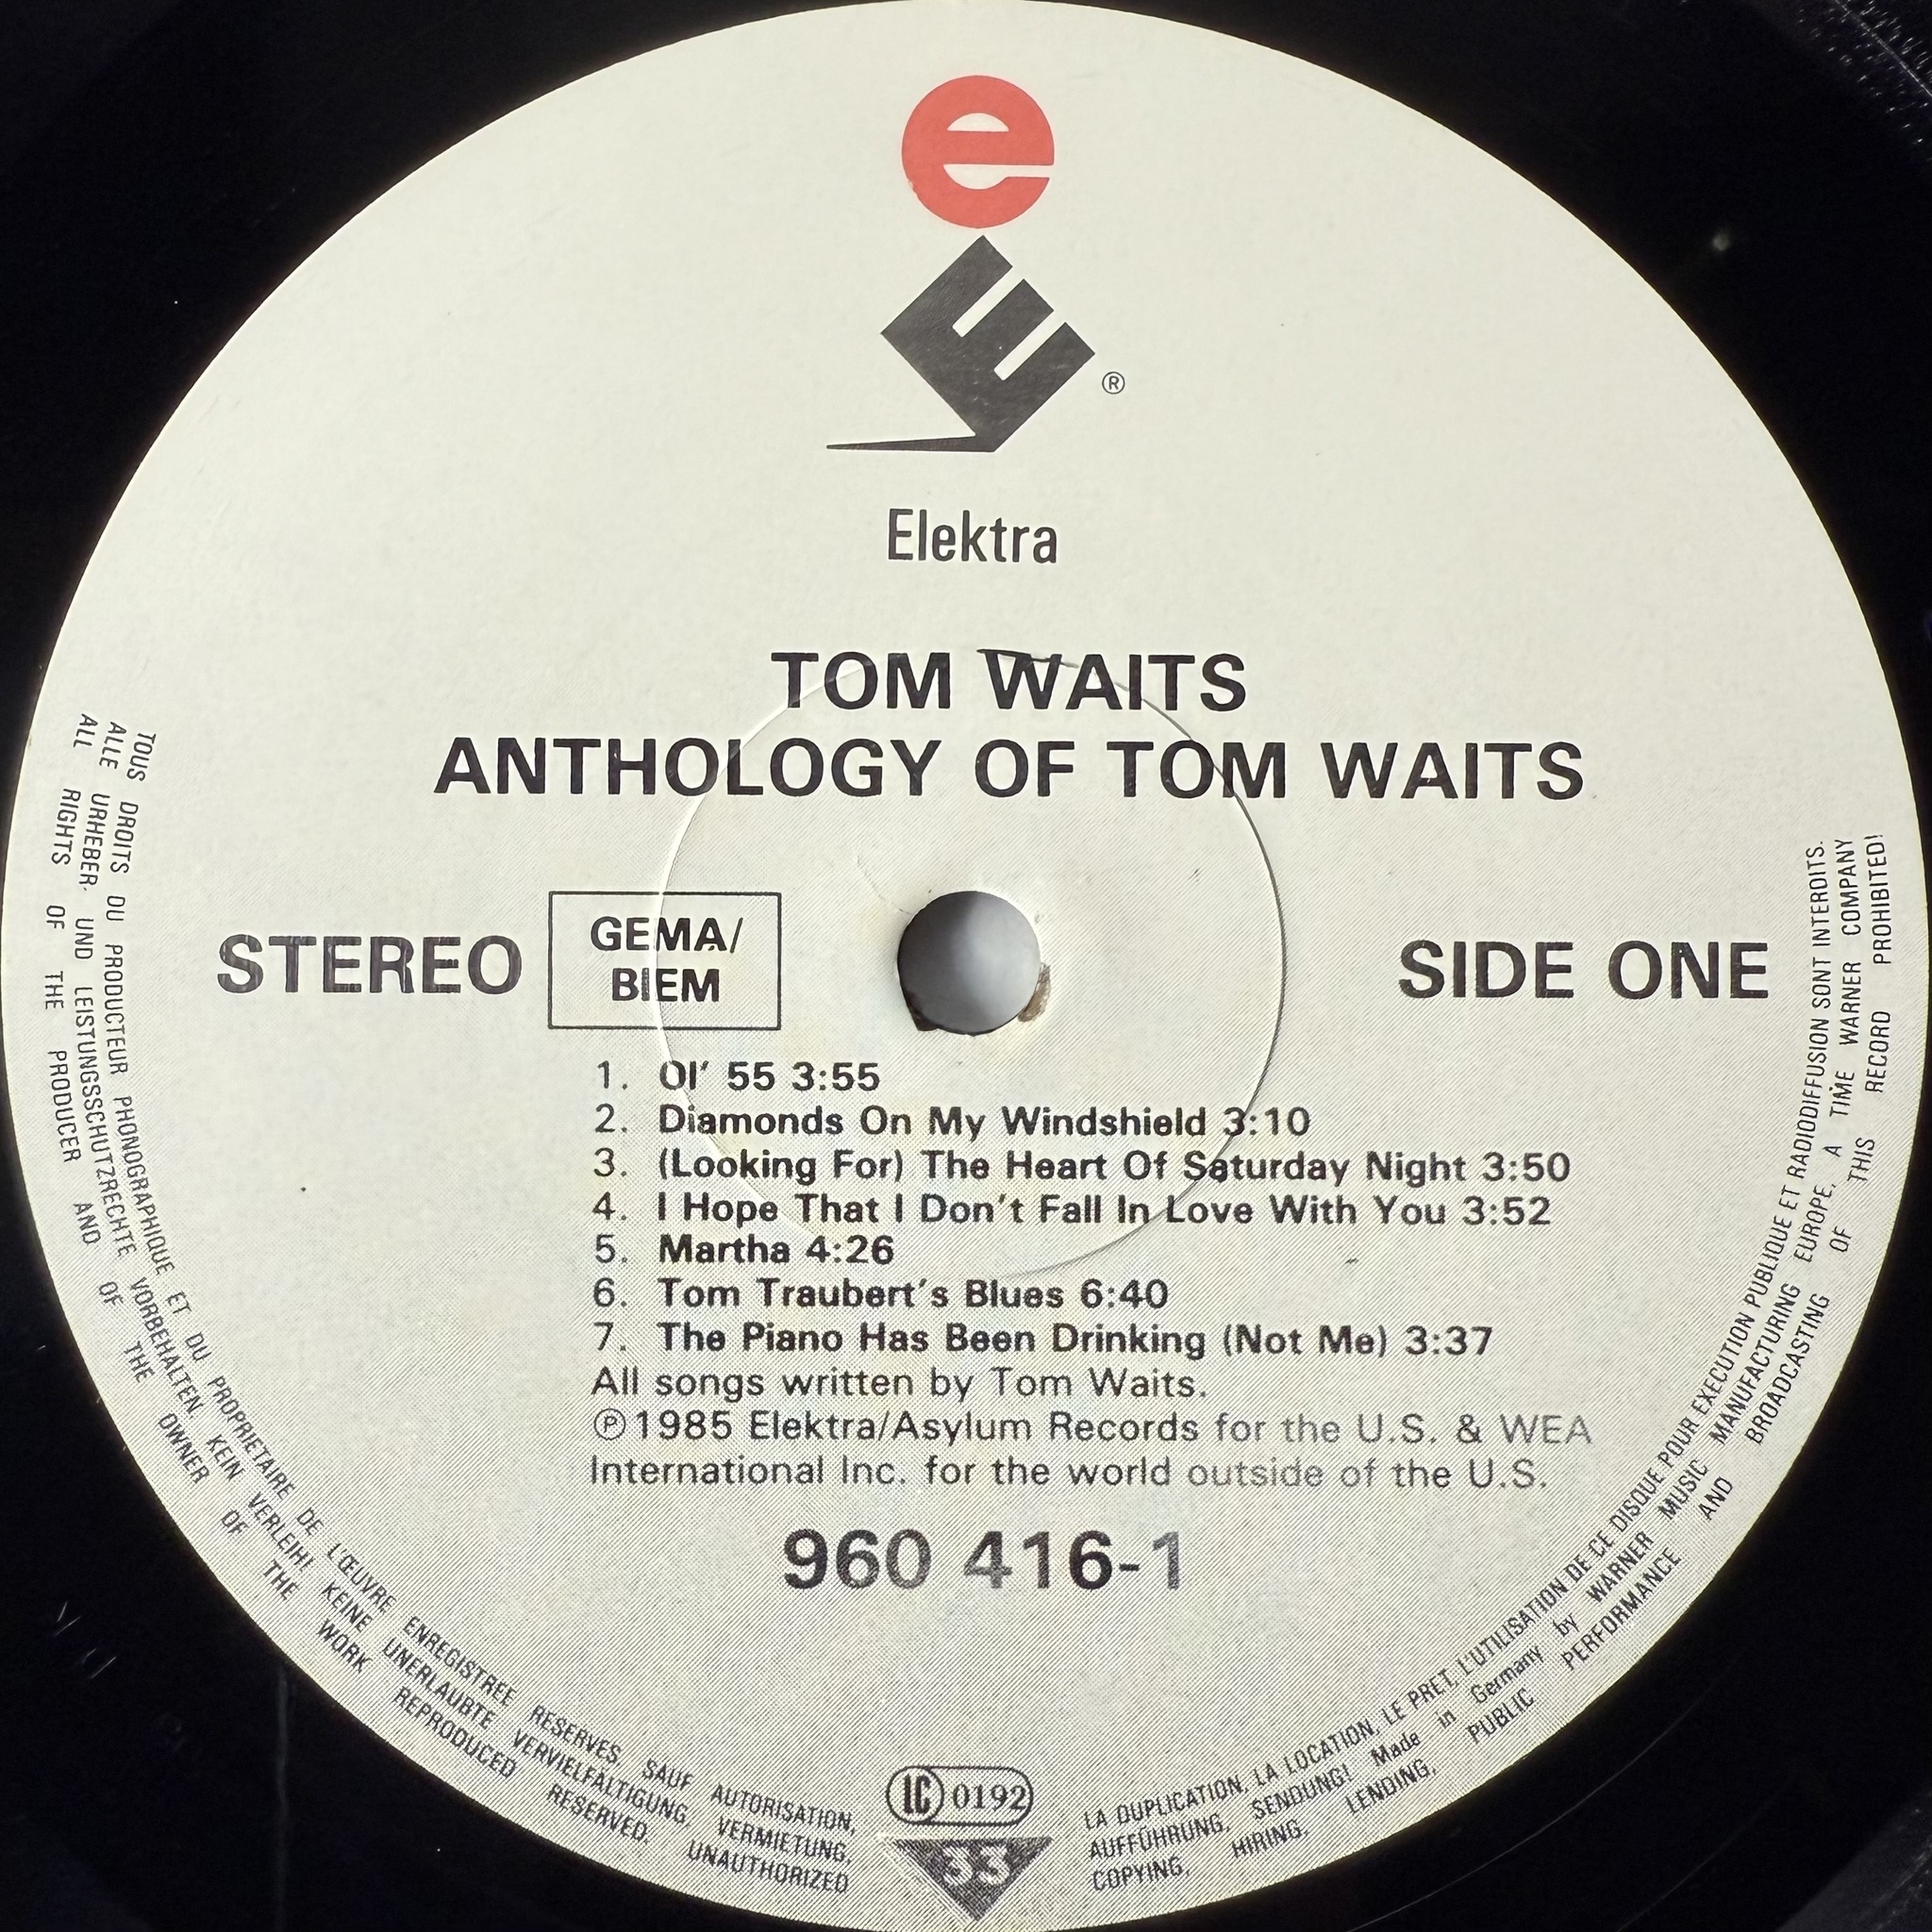 e
E®
Elektra
TOM WAITS
ANTHOLOGY OF TOM WAITS
STEREO
GEMA/
BIEM
SIDE ONE
1. Ol' 55 3:55
2. Diamonds On My Windshield 3:10
3. (Looking For) The Heart Of Saturday Night 3:50
4. I Hope That I Don't Fall In Love With You 3:52
5. Martha 4:26
6. Tom Traubert's Blues 6:40
7. The Piano Has Been Drinking (Not Me) 3:37
All songs written by Tom Waits.
℗1985 Elektra/Asylum Records for the U.S. & WEA
International Inc. for the world outside of the U.S.
960 416-1
LC 0192
33
TOUS DROITS DU PRODUCTEUR PHONOGRAPHIQUE ET DU PROPRIETAIRE DE L'ŒUVRE ENREGISTREE RESERVES. SAUF AUTORISATION, LA DUPLICATION, LA LOCATION, LE PRET, L'UTILISATION DE CE DISQUE POUR EXECUTION PUBLIQUE ET RADIODIFFUSION SONT INTERDITS.
ALLE URHEBER- UND LEISTUNGSSCHUTZRECHTE VORBEHALTEN. KEIN VERLEIH! KEINE UNERLAUBTE VERVIELFÄLTIGUNG, VERMIETUNG, AUFFÜHRUNG, SENDUNG! Made in Germany by WARNER MUSIC MANUFACTURING EUROPE, A TIME WARNER COMPANY
ALL RIGHTS OF THE PRODUCER AND OF THE OWNER OF THE WORK REPRODUCED RESERVED. UNAUTHORIZED COPYING, HIRING, LENDING, PUBLIC PERFORMANCE AND BROADCASTING OF THIS RECORD PROHIBITED!